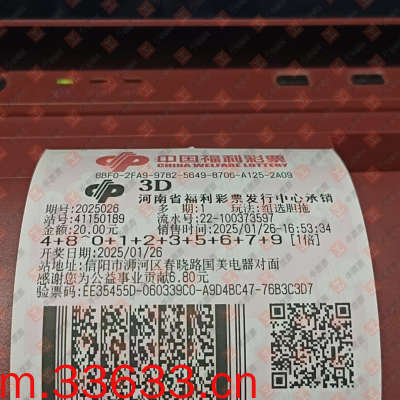 中国福利彩票
CHINA WELFARE LOTTERY
8BF0-2FA9-9782-5649-8706-A125-2A09
3D
河南省福利彩票发行中心承销
期号:2025026 多期:1 玩法:组选胆拖
站号:41150189 流水号:22-100373597
金额:20.00元 销售时间:2025/01/26-16:53:34
4+8 0+1+2+3+5+6+7+9 [1倍]
开奖日期:2025/01/26
站地址:信阳市浉河区春晓路国美电器对面
感谢您为公益事业贡献6.80元
验票码:EE35455D-060339C0-A9D4BC47-76B3C3D7
m.33633.cn